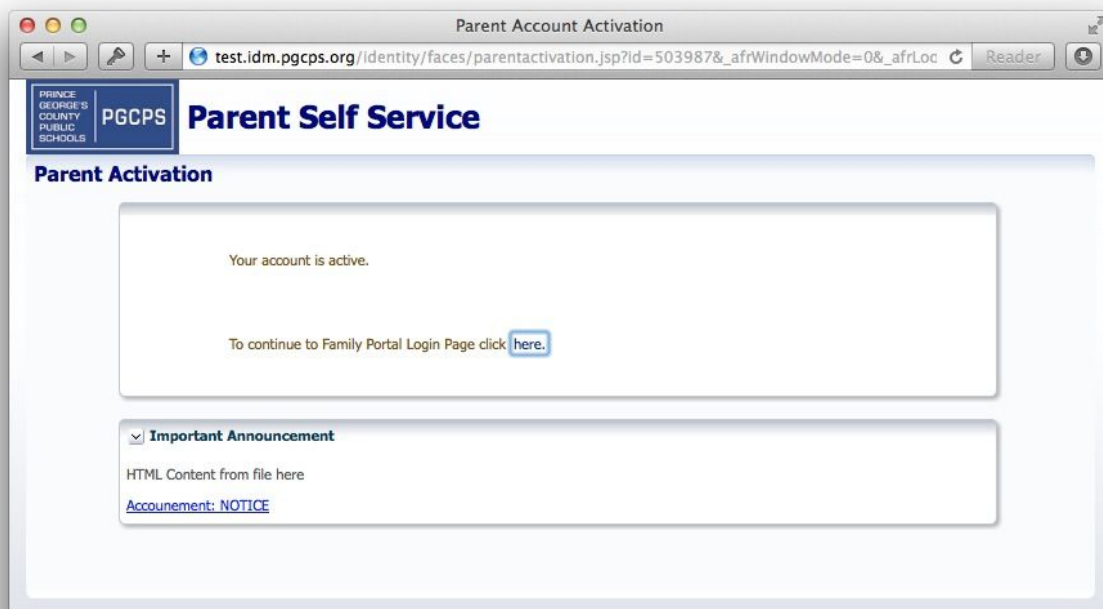 Parent Account Activation
test.idm.pgcps.org/identity/faces/parentactivation.jsp?id=503987&_afrWindowMode=0&_afrLoc
Reader
PRINCE
GEORGE'S
COUNTY
PUBLIC
SCHOOLS
PGCPS
Parent Self Service
Parent Activation
Your account is active.
To continue to Family Portal Login Page click here.
Important Announcement
HTML Content from file here
Accounement: NOTICE